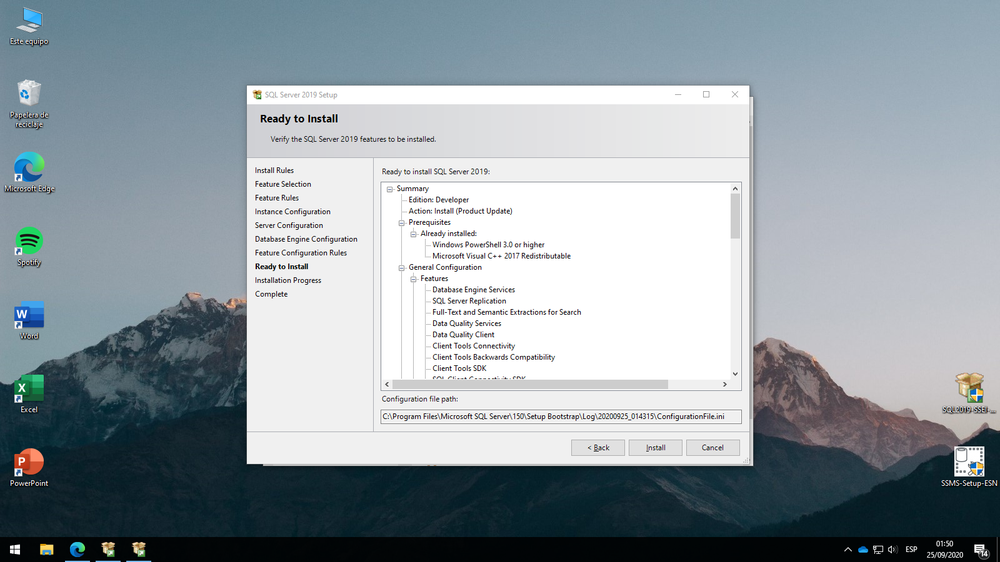 Este equipo
Papelera de
reciclaje
Microsoft Edge
Spotify
Word
Excel
PowerPoint
SQL Server 2019 Setup
Ready to Install
Verify the SQL Server 2019 features to be installed.
Install Rules
Feature Selection
Feature Rules
Instance Configuration
Server Configuration
Database Engine Configuration
Feature Configuration Rules
Ready to Install
Installation Progress
Complete
Ready to install SQL Server 2019:
Summary
Edition: Developer
Action: Install (Product Update)
Prerequisites
Already installed:
Windows PowerShell 3.0 or higher
Microsoft Visual C++ 2017 Redistributable
General Configuration
Features
Database Engine Services
SQL Server Replication
Full-Text and Semantic Extractions for Search
Data Quality Services
Data Quality Client
Client Tools Connectivity
Client Tools Backwards Compatibility
Client Tools SDK
SQL Client Connectivity SDK
Configuration file path:
C:\Program Files\Microsoft SQL Server\150\Setup Bootstrap\Log\20200925_014315\ConfigurationFile.ini
< Back
Install
Cancel
SQL2019-SSEI-...
SSMS-Setup-ESN
ESP
01:50
25/09/2020
14